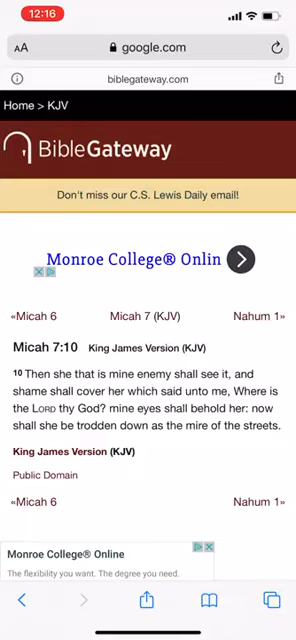 12:16
AA google.com
biblegateway.com
Home > KJV
BibleGateway
Don't miss our C.S. Lewis Daily email!
Monroe College® Onlin
«Micah 6 Micah 7 (KJV) Nahum 1»
Micah 7:10 King James Version (KJV)
10 Then she that is mine enemy shall see it, and
shame shall cover her which said unto me, Where is
the LORD thy God? mine eyes shall behold her: now
shall she be trodden down as the mire of the streets.
King James Version (KJV)
Public Domain
«Micah 6 Nahum 1»
Monroe College® Online
The flexibility you want. The degree you need.